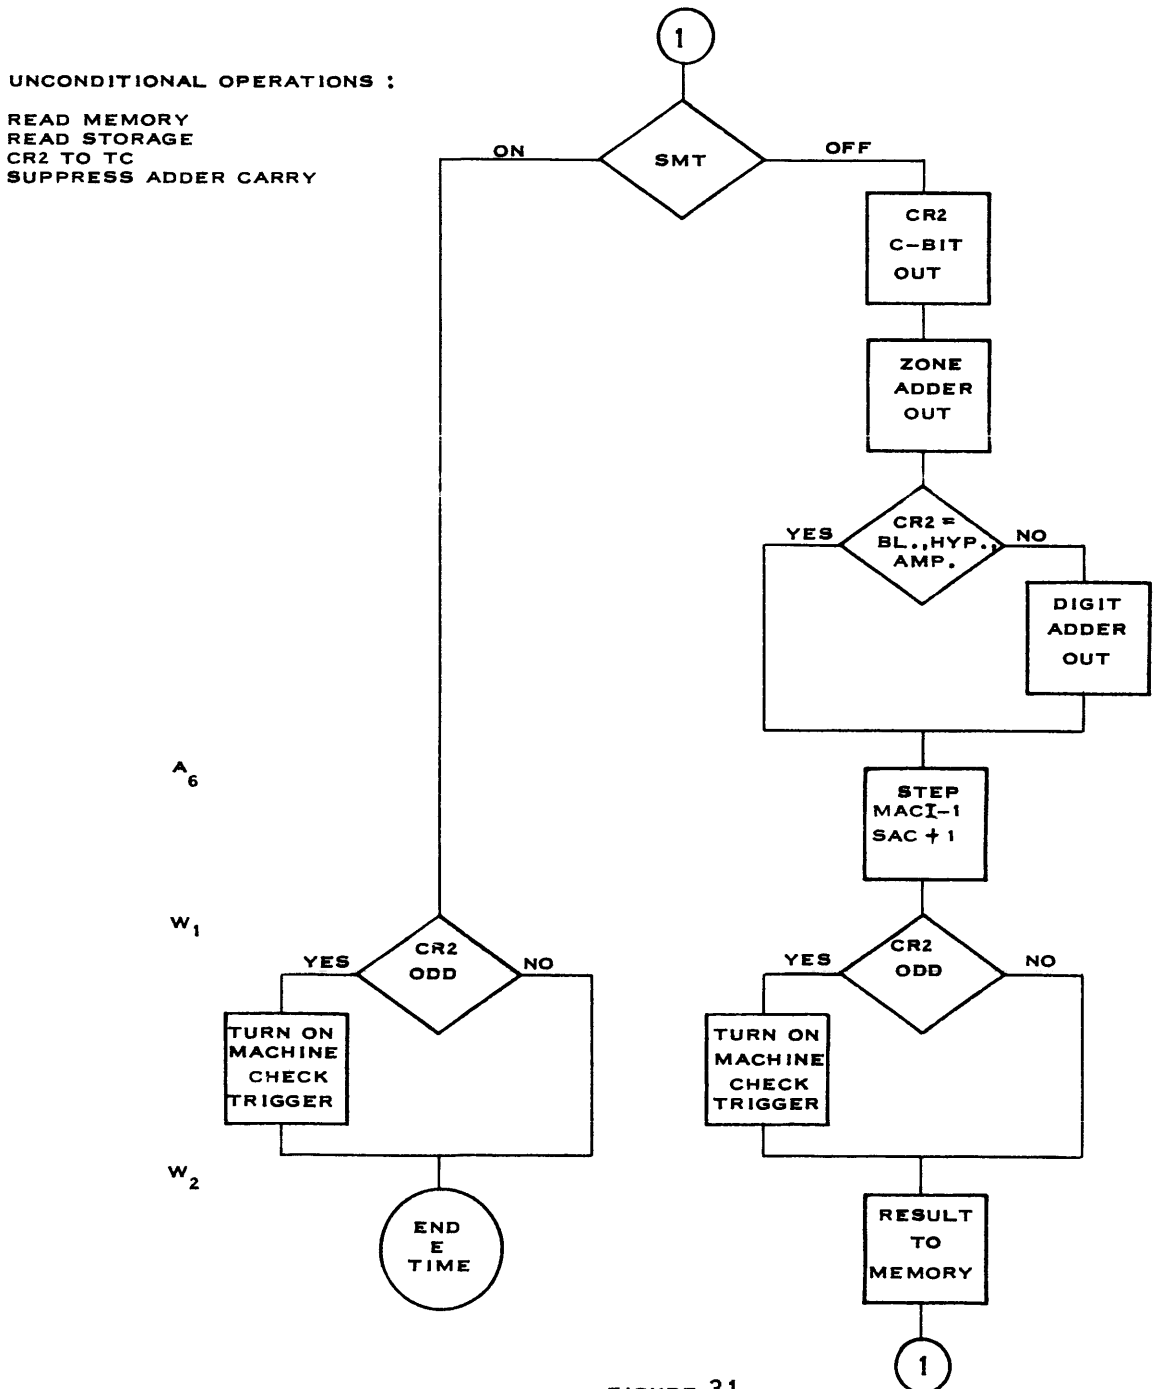 1
UNCONDITIONAL OPERATIONS :
READ MEMORY
READ STORAGE
CR2 TO TC
SUPPRESS ADDER CARRY
ON
SMT
OFF
CR2
C-BIT
OUT
ZONE
ADDER
OUT
YES
CR2 =
BL.,HYP.,
AMP.
NO
DIGIT
ADDER
OUT
A6
STEP
MACI-1
SAC + 1
W1
YES
CR2
ODD
NO
YES
CR2
ODD
NO
TURN ON
MACHINE
CHECK
TRIGGER
TURN ON
MACHINE
CHECK
TRIGGER
W2
END
E
TIME
RESULT
TO
MEMORY
1
FIGURE 31